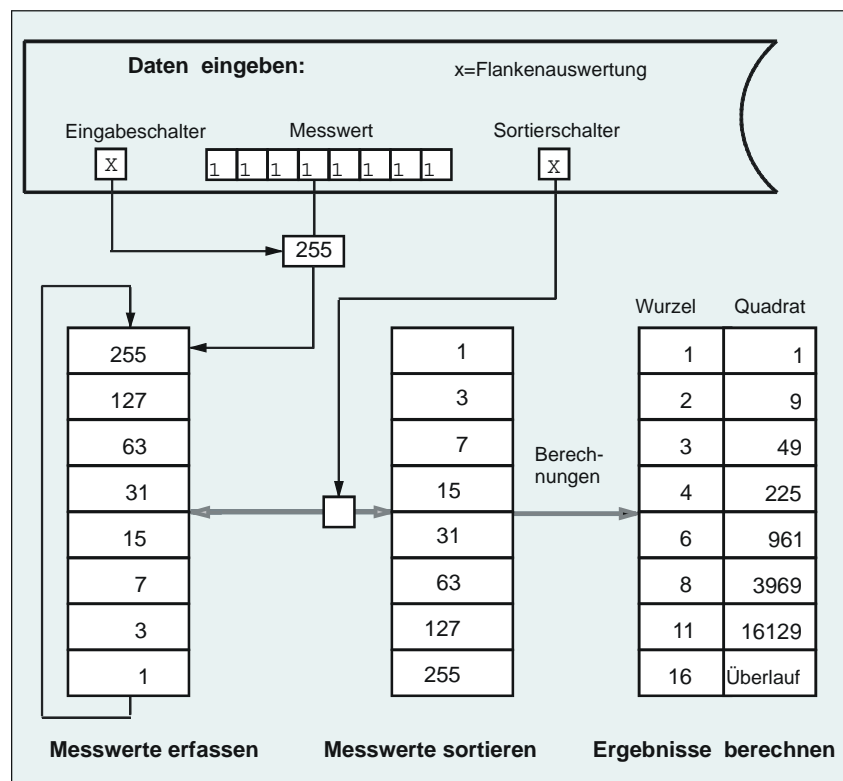 Daten eingeben:
x=Flankenauswertung
Eingabeschalter
Messwert
Sortierschalter
X
1 1 1 1 1 1 1 1
X
255
Wurzel
Quadrat
255
127
63
31
15
7
3
1
1
3
7
15
31
63
127
255
Berech-
nungen
1 1
2 9
3 49
4 225
6 961
8 3969
11 16129
16 Überlauf
Messwerte erfassen
Messwerte sortieren
Ergebnisse berechnen